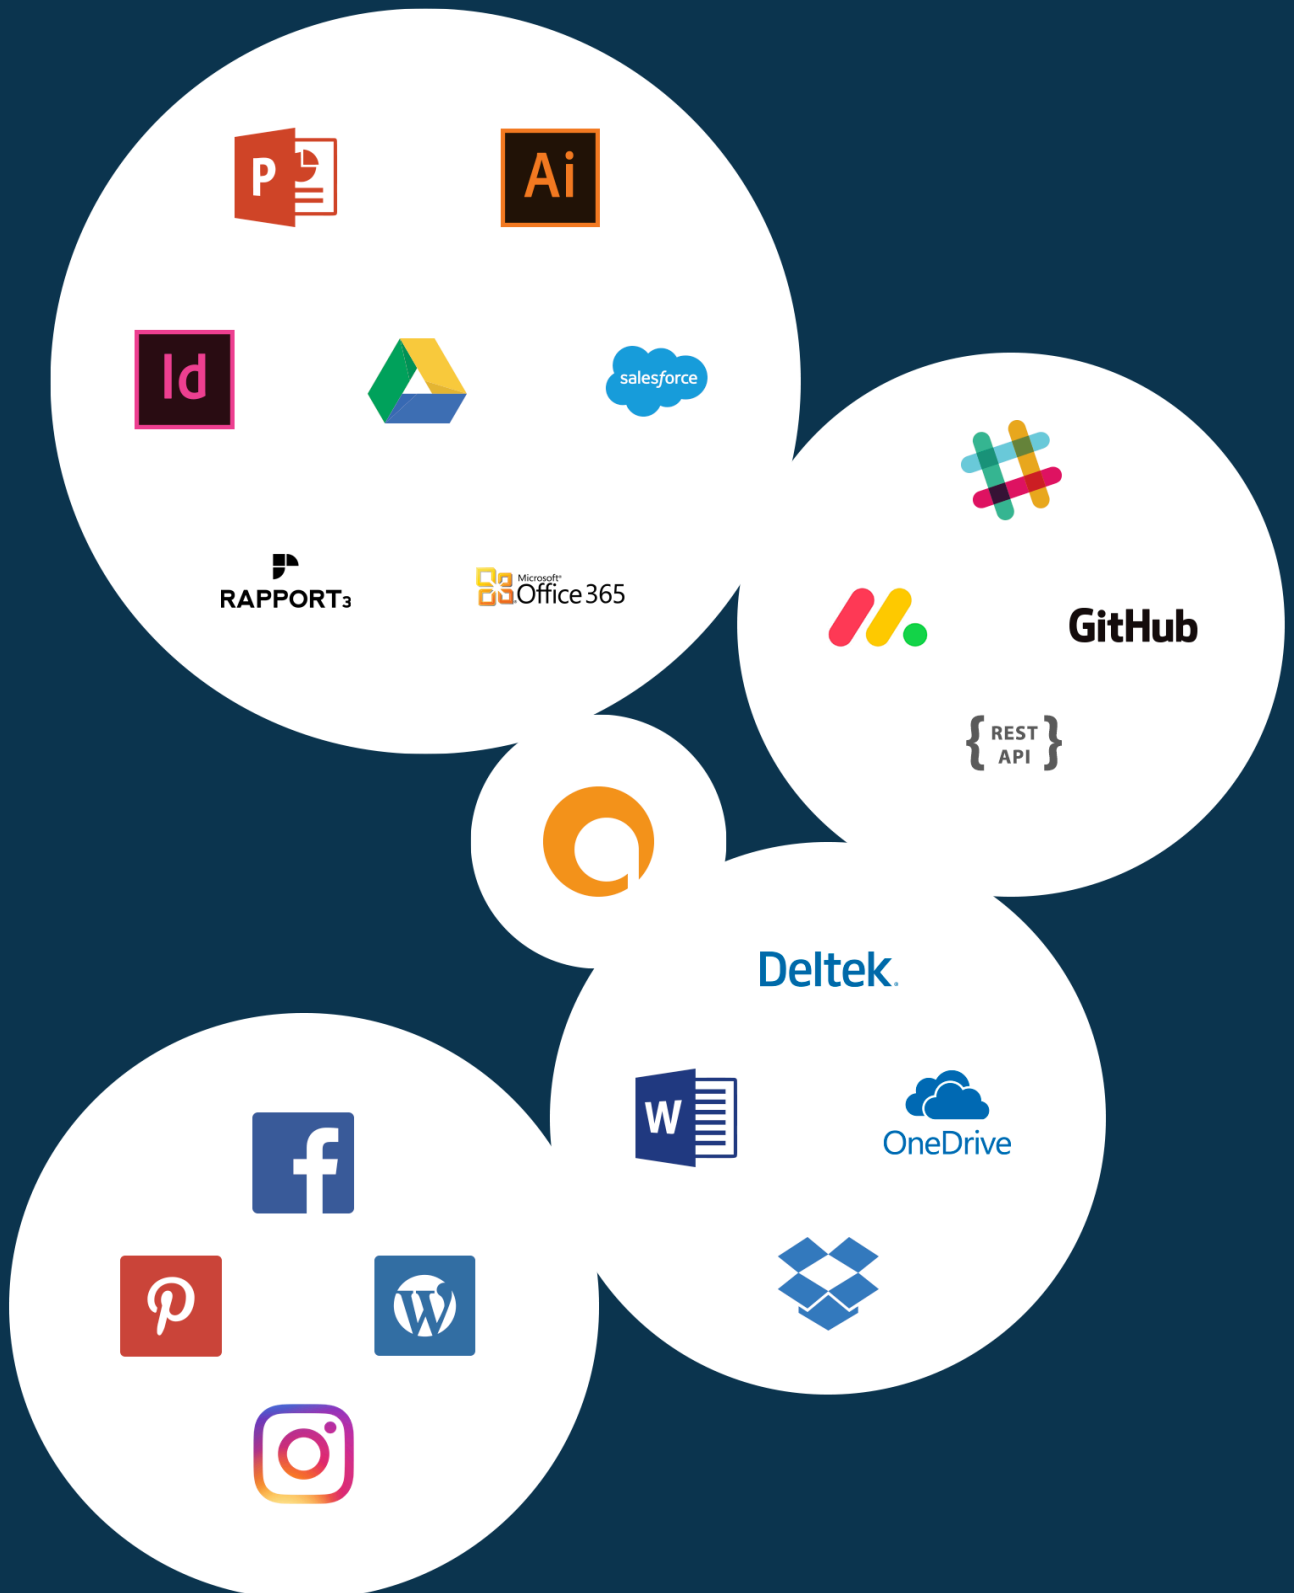 P
Ai
Id
salesforce
RAPPORT3
Microsoft®
Office 365
GitHub
{ REST
API }
Deltek.
W
OneDrive
f
P
W